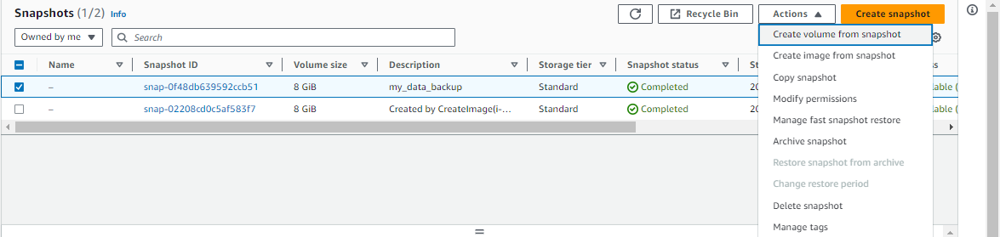 Snapshots (1/2) Info
Recycle Bin Actions Create snapshot
Owned by me Search
Name Snapshot ID Volume size Description Storage tier Snapshot status
– snap-0f48db639592ccb51 8 GiB my_data_backup Standard Completed 20
– snap-02208cd0c5af583f7 8 GiB Created by CreateImage(i-... Standard Completed 20
Create volume from snapshot
Create image from snapshot
Copy snapshot
Modify permissions
Manage fast snapshot restore
Archive snapshot
Restore snapshot from archive
Change restore period
Delete snapshot
Manage tags